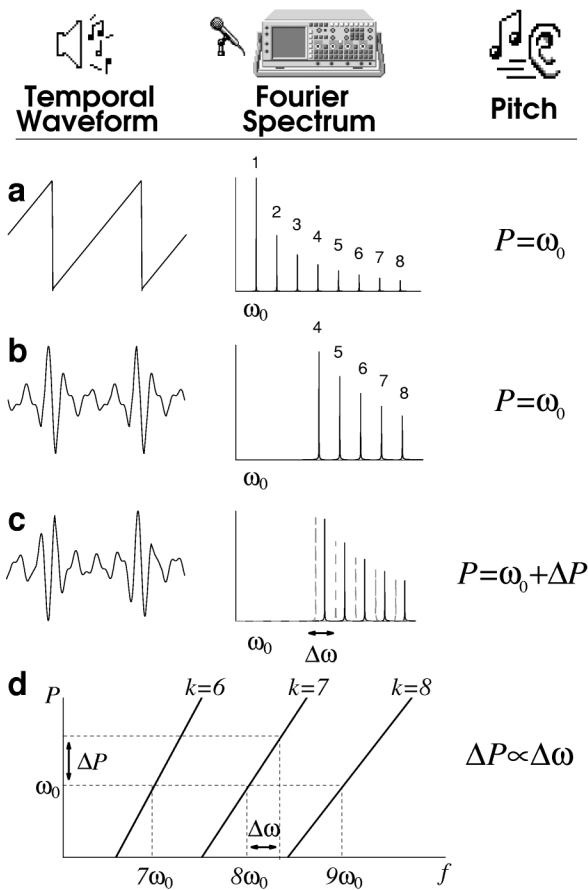 Temporal
Waveform
Fourier
Spectrum
Pitch
a
1
2
3
4
5
6
7
8
ω₀
P=ω₀
b
4
5
6
7
8
ω₀
P=ω₀
c
ω₀
Δω
P=ω₀+ΔP
d
P
k=6
k=7
k=8
ΔP
ω₀
Δω
7ω₀
8ω₀
9ω₀
f
ΔP∝Δω